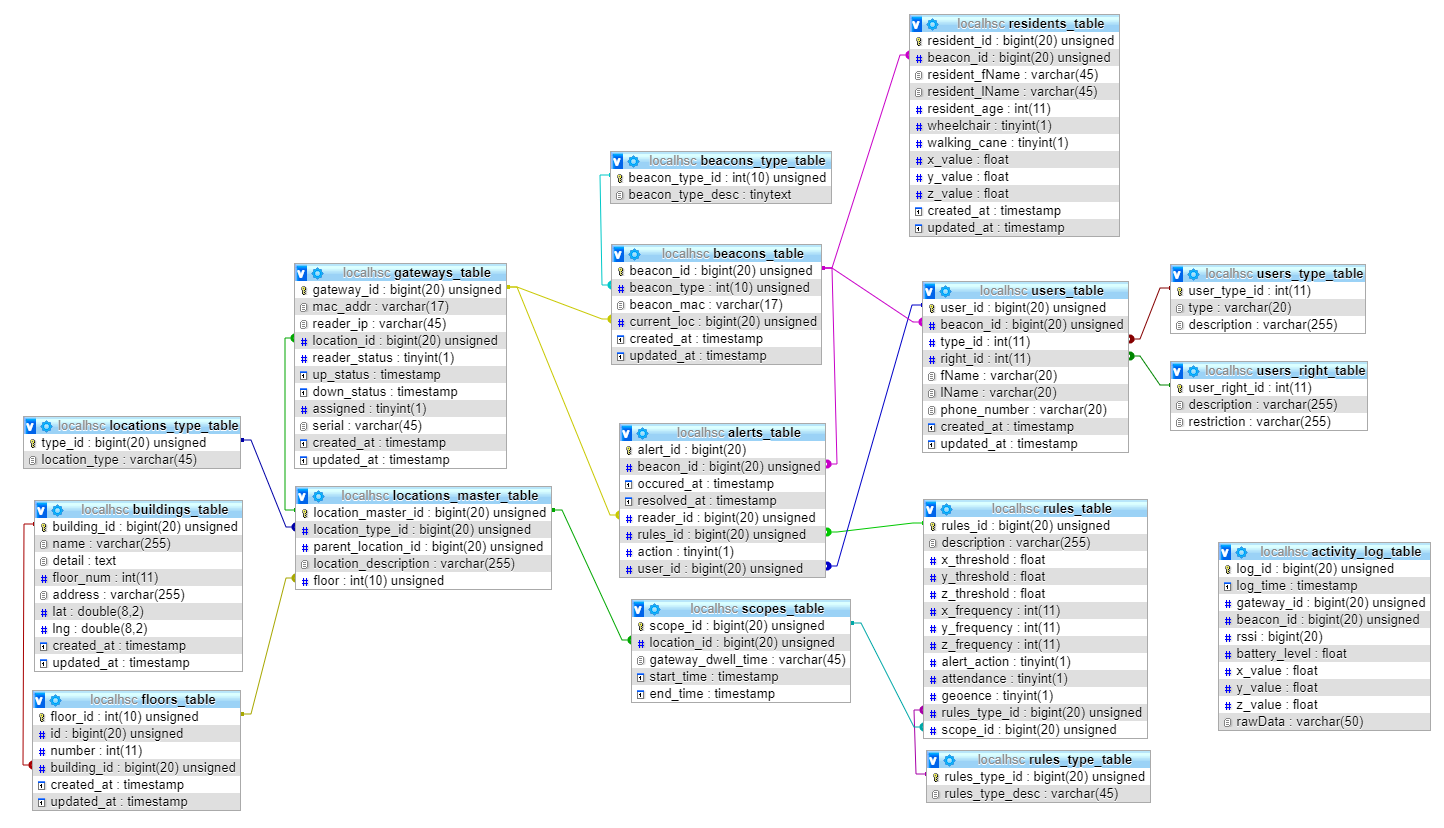 localhsc residents_table
resident_id : bigint(20) unsigned
beacon_id : bigint(20) unsigned
resident_fName : varchar(45)
resident_lName : varchar(45)
resident_age : int(11)
wheelchair : tinyint(1)
walking_cane : tinyint(1)
x_value : float
y_value : float
z_value : float
created_at : timestamp
updated_at : timestamp
localhsc beacons_type_table
beacon_type_id : int(10) unsigned
beacon_type_desc : tinytext
localhsc beacons_table
beacon_id : bigint(20) unsigned
beacon_type : int(10) unsigned
beacon_mac : varchar(17)
current_loc : bigint(20) unsigned
created_at : timestamp
updated_at : timestamp
localhsc gateways_table
gateway_id : bigint(20) unsigned
mac_addr : varchar(17)
reader_ip : varchar(45)
location_id : bigint(20) unsigned
reader_status : tinyint(1)
up_status : timestamp
down_status : timestamp
assigned : tinyint(1)
serial : varchar(45)
created_at : timestamp
updated_at : timestamp
localhsc users_table
user_id : bigint(20) unsigned
beacon_id : bigint(20) unsigned
type_id : int(11)
right_id : int(11)
fName : varchar(20)
lName : varchar(20)
phone_number : varchar(20)
created_at : timestamp
updated_at : timestamp
localhsc users_type_table
user_type_id : int(11)
type : varchar(20)
description : varchar(255)
localhsc users_right_table
user_right_id : int(11)
description : varchar(255)
restriction : varchar(255)
localhsc locations_type_table
type_id : bigint(20) unsigned
location_type : varchar(45)
localhsc alerts_table
alert_id : bigint(20)
beacon_id : bigint(20) unsigned
occured_at : timestamp
resolved_at : timestamp
reader_id : bigint(20) unsigned
rules_id : bigint(20) unsigned
action : tinyint(1)
user_id : bigint(20) unsigned
localhsc locations_master_table
location_master_id : bigint(20) unsigned
location_type_id : bigint(20) unsigned
parent_location_id : bigint(20) unsigned
location_description : varchar(255)
floor : int(10) unsigned
localhsc buildings_table
building_id : bigint(20) unsigned
name : varchar(255)
detail : text
floor_num : int(11)
address : varchar(255)
lat : double(8,2)
lng : double(8,2)
created_at : timestamp
updated_at : timestamp
localhsc rules_table
rules_id : bigint(20) unsigned
description : varchar(255)
x_threshold : float
y_threshold : float
z_threshold : float
x_frequency : int(11)
y_frequency : int(11)
z_frequency : int(11)
alert_action : tinyint(1)
attendance : tinyint(1)
geoence : tinyint(1)
rules_type_id : bigint(20) unsigned
scope_id : bigint(20) unsigned
localhsc activity_log_table
log_id : bigint(20) unsigned
log_time : timestamp
gateway_id : bigint(20) unsigned
beacon_id : bigint(20) unsigned
rssi : bigint(20)
battery_level : float
x_value : float
y_value : float
z_value : float
rawData : varchar(50)
localhsc scopes_table
scope_id : bigint(20) unsigned
location_id : bigint(20) unsigned
gateway_dwell_time : varchar(45)
start_time : timestamp
end_time : timestamp
localhsc floors_table
floor_id : int(10) unsigned
id : bigint(20) unsigned
number : int(11)
building_id : bigint(20) unsigned
created_at : timestamp
updated_at : timestamp
localhsc rules_type_table
rules_type_id : bigint(20) unsigned
rules_type_desc : varchar(45)